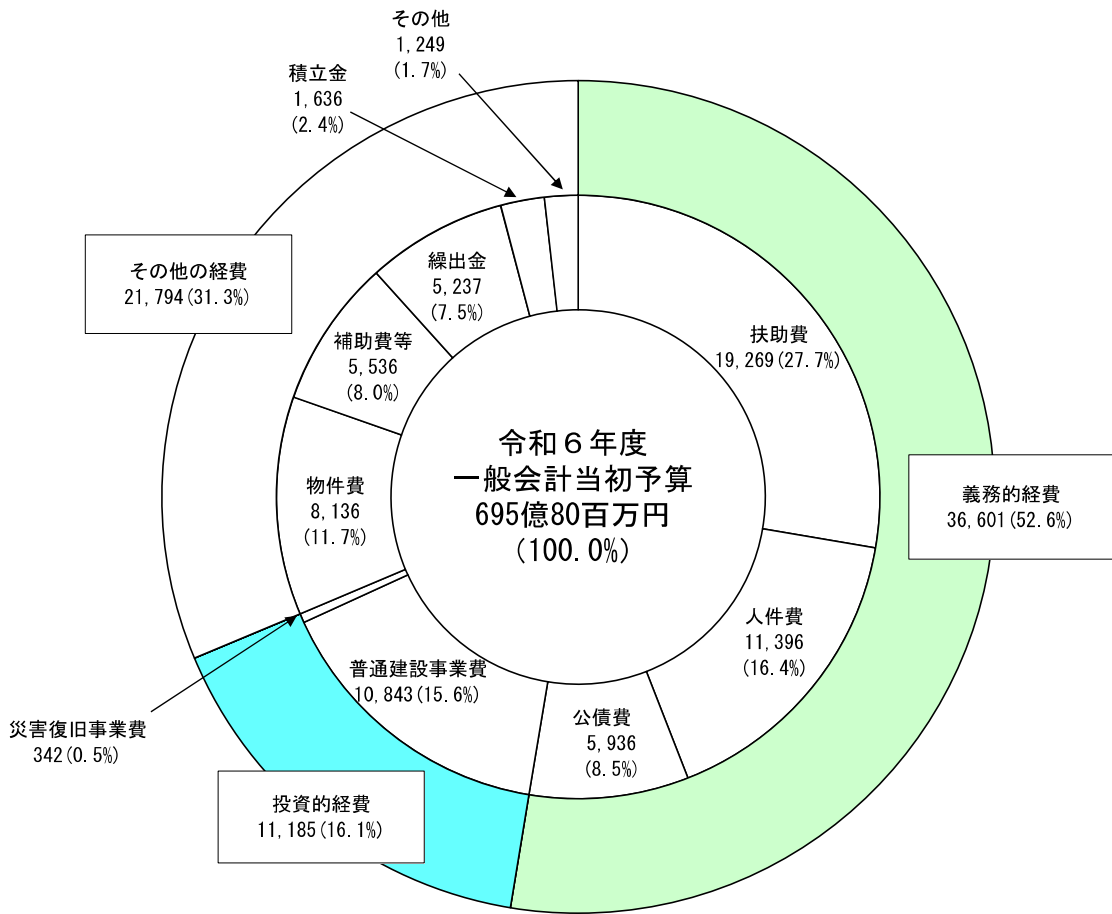 その他
1,249
(1.7%)
積立金
1,636
(2.4%)
繰出金
5,237
(7.5%)
その他の経費
21,794(31.3%)
補助費等
5,536
(8.0%)
扶助費
19,269(27.7%)
令和６年度
一般会計当初予算
695億80百万円
(100.0%)
物件費
8,136
(11.7%)
義務的経費
36,601(52.6%)
人件費
11,396
(16.4%)
普通建設事業費
10,843(15.6%)
公債費
5,936
(8.5%)
災害復旧事業費
342(0.5%)
投資的経費
11,185(16.1%)